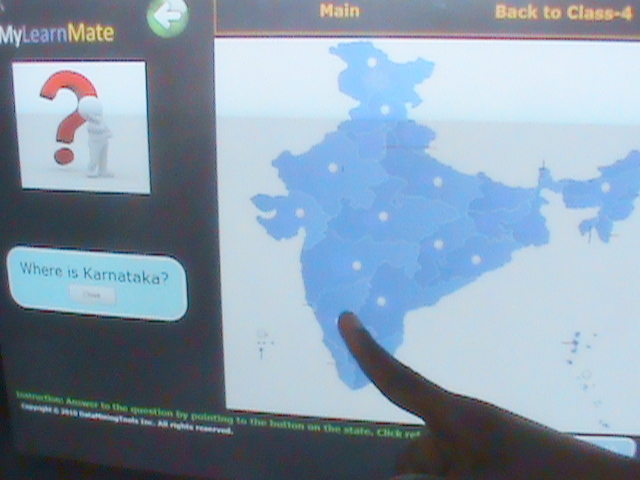 Main
Back to Class-4
MyLearnMate
Where is Karnataka?
Close
Instruction: Answer to the question by pointing to the button on the state. Click
Copyright © 2010 DataMiningTools Inc. All rights reserved.